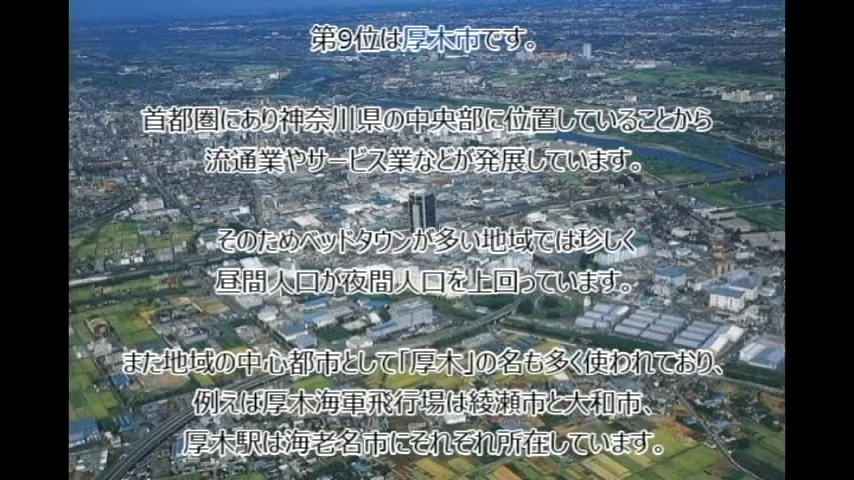 第9位は厚木市です。
首都圏にあり神奈川県の中央部に位置していることから
流通業やサービス業などが発展しています。
そのためベッドタウンが多い地域では珍しく
昼間人口が夜間人口を上回っています。
また地域の中心都市として「厚木」の名も多く使われており、
例えば厚木海軍飛行場は綾瀬市と大和市、
厚木駅は海老名市にそれぞれ所在しています。